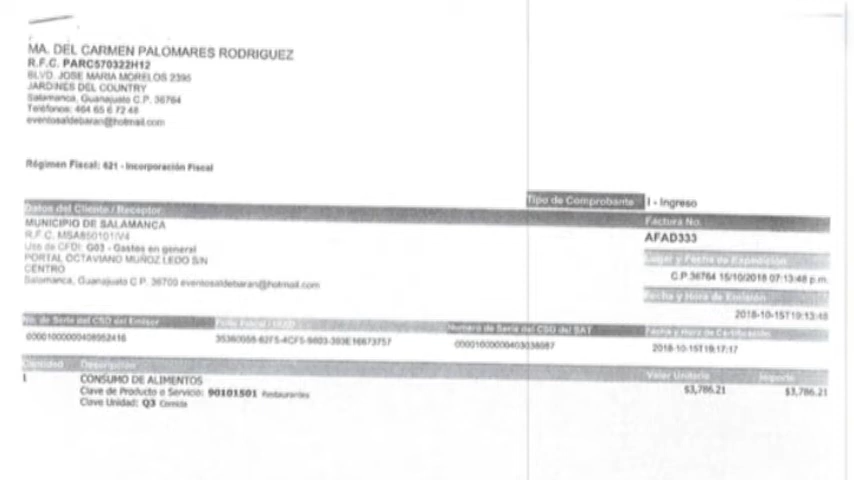 MA. DEL CARMEN PALOMARES RODRIGUEZ
R.F.C. PARC570322H12
BLVD. JOSE MARIA MORELOS 2395
JARDINES DEL COUNTRY
Salamanca, Guanajuato C.P. 36764
Teléfonos: 464 65 6 72 48
eventosaldebaran@hotmail.com
Régimen Fiscal: 621 - Incorporación Fiscal
Tipo de Comprobante I - Ingreso
Datos del Cliente / Receptor
Factura No.
MUNICIPIO DE SALAMANCA
R.F.C. MSA850101IV4
AFAD333
Uso de CFDI: G03 - Gastos en general
PORTAL OCTAVIANO MUÑOZ LEDO S/N
Lugar y Fecha de Expedición
CENTRO
C.P.36764 15/10/2018 07:13:48 p.m.
Salamanca, Guanajuato C.P. 36700 eventosaldebaran@hotmail.com
Fecha y Hora de Emisión
2018-10-15T19:13:48
No. de Serie del CSD del Emisor Folio Fiscal / UUID Numero de Serie del CSD del SAT Fecha y Hora de Certificación
00001000000408952416 2018-10-15T19:17:17
Cantidad Descripción Valor Unitario Importe
1 CONSUMO DE ALIMENTOS $3,786.21 $3,786.21
Clave de Producto o Servicio: 90101501 Restaurantes
Clave Unidad: Q3 Comida